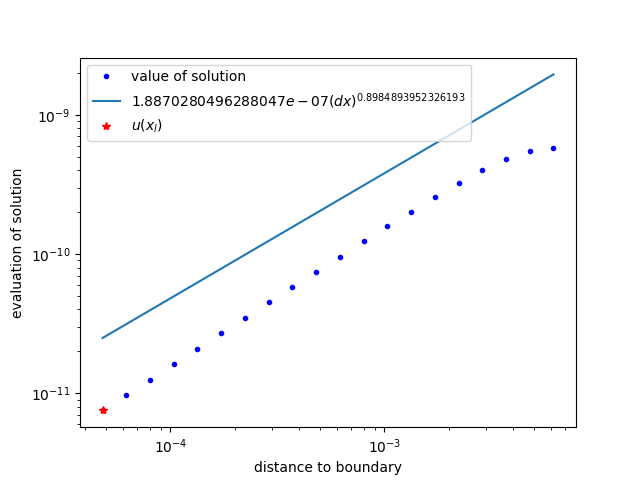 value of solution
1.8870280496288047e − 07(dx)^0.8984893952326193
u(x_l)
10^−9
10^−10
10^−11
evaluation of solution
10^−4
10^−3
distance to boundary